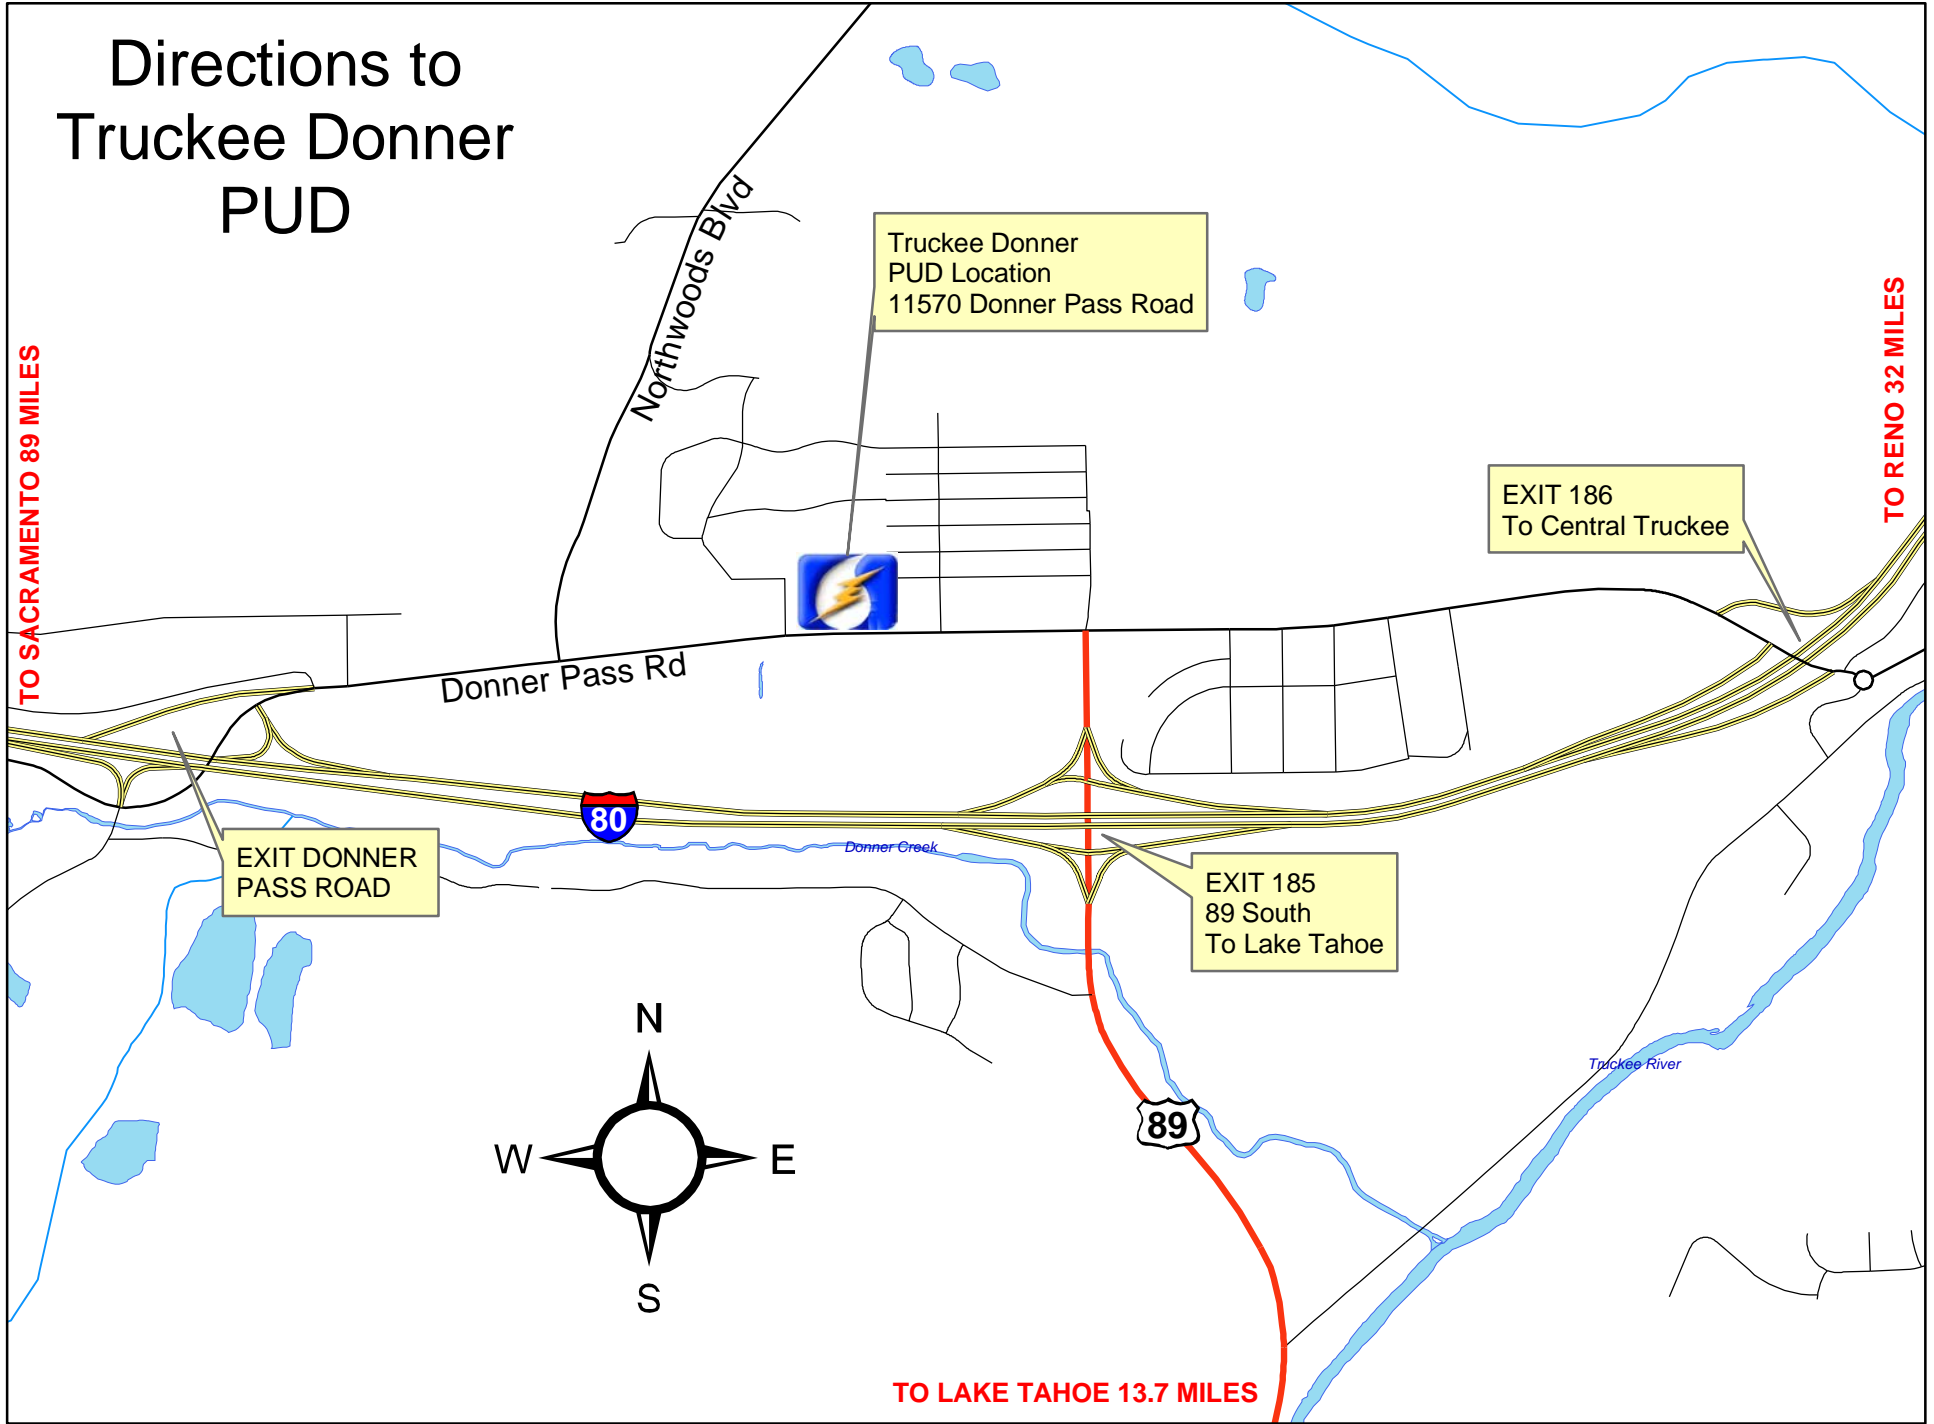 Directions to
Truckee Donner
PUD
Northwoods Blvd
Truckee Donner
PUD Location
11570 Donner Pass Road
TO SACRAMENTO 89 MILES
TO RENO 32 MILES
EXIT 186
To Central Truckee
Donner Pass Rd
80
Donner Creek
EXIT DONNER
PASS ROAD
EXIT 185
89 South
To Lake Tahoe
N
W
E
S
Truckee River
89
TO LAKE TAHOE 13.7 MILES